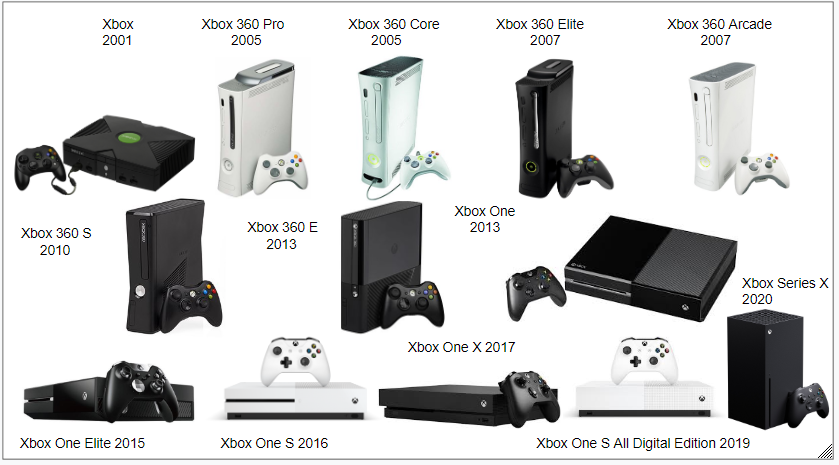 Xbox
2001
Xbox 360 Pro
2005
Xbox 360 Core
2005
Xbox 360 Elite
2007
Xbox 360 Arcade
2007
Xbox 360 S
2010
Xbox 360 E
2013
Xbox One
2013
Xbox Series X
2020
Xbox One X 2017
Xbox One Elite 2015
Xbox One S 2016
Xbox One S All Digital Edition 2019